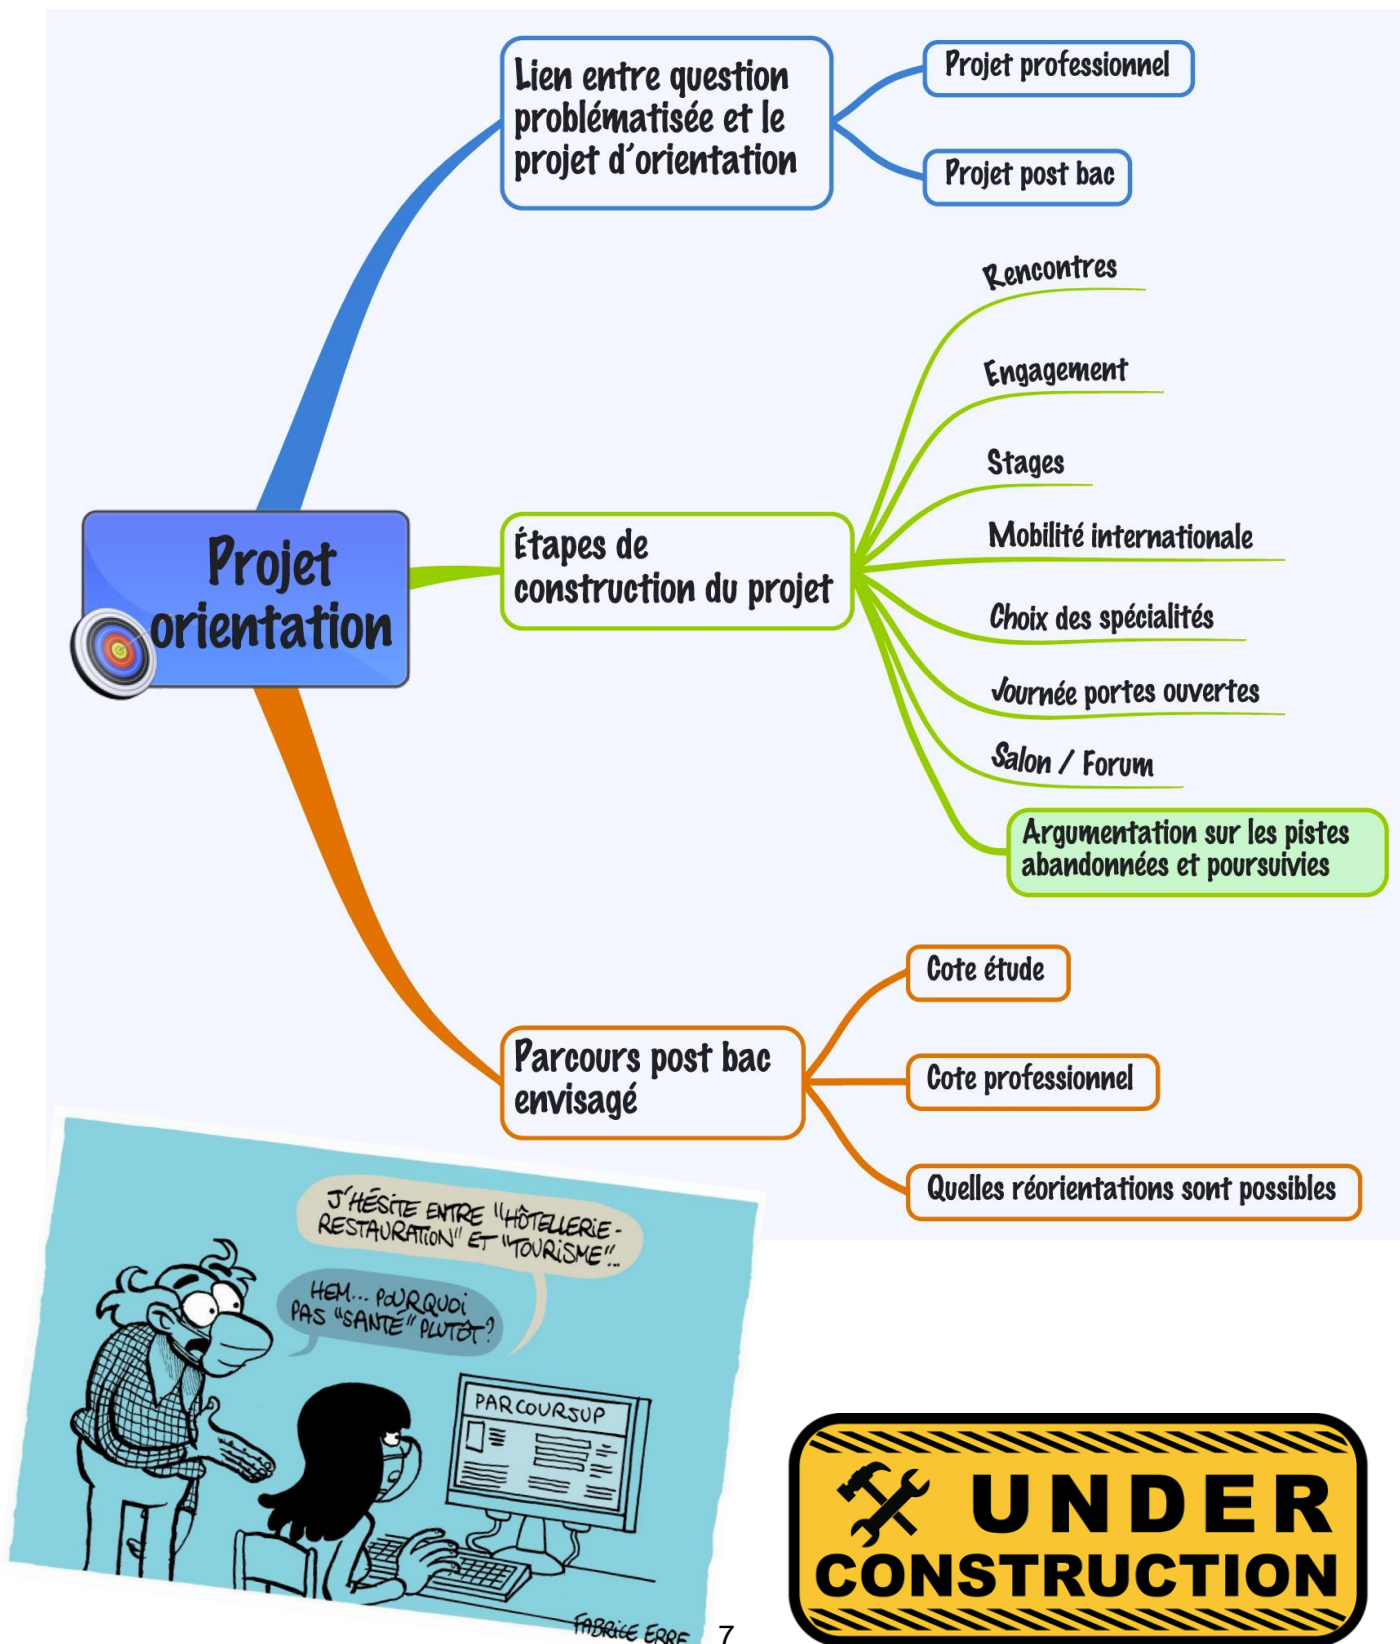 Lien entre question
problématisée et le
projet d'orientation
Projet professionnel
Projet post bac
Rencontres
Engagement
Stages
Mobilité internationale
Choix des spécialités
Journée portes ouvertes
Salon / Forum
Argumentation sur les pistes
abandonnées et poursuivies
Étapes de
construction du projet
Projet
orientation
Cote étude
Cote professionnel
Quelles réorientations sont possibles
Parcours post bac
envisagé
J'HÉSITE ENTRE "HÔTELLERIE-
RESTAURATION" ET "TOURISME"...
HEM... POURQUOI
PAS "SANTÉ" PLUTÔT?
PARCOURSUP
FABRICE ERRE
7
UNDER
CONSTRUCTION